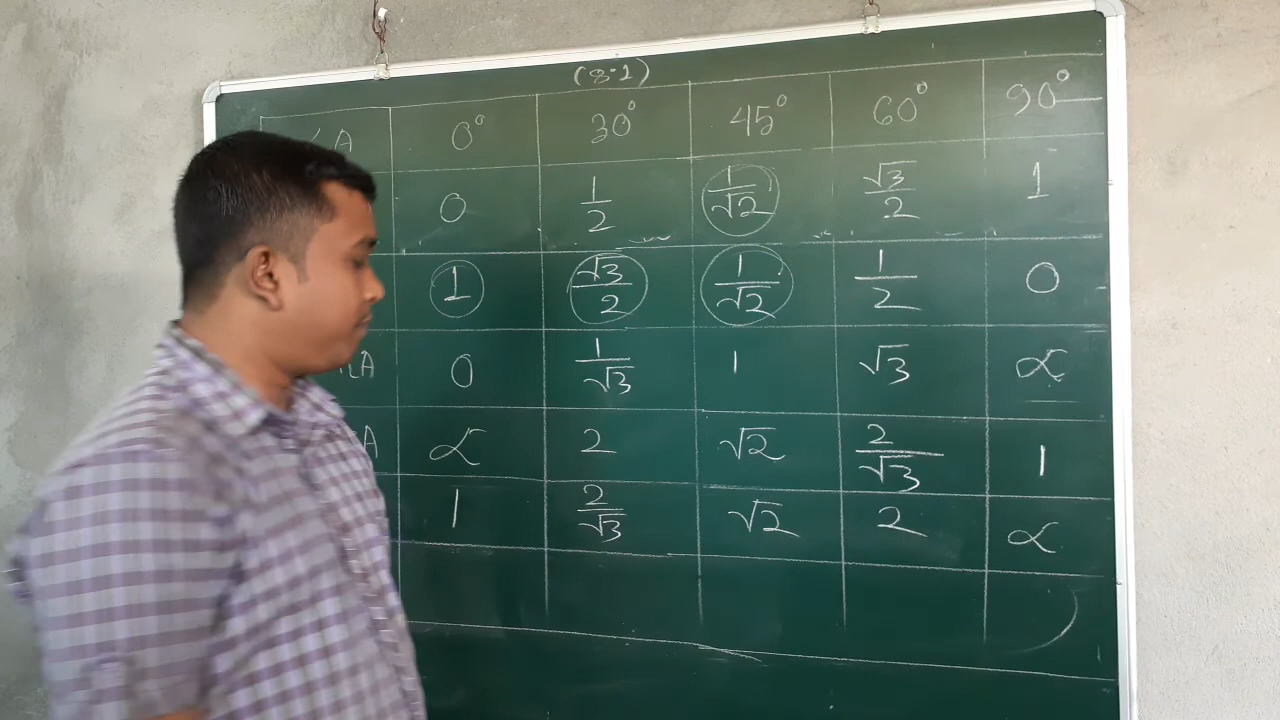 (8.1)
∠A 0° 30° 45° 60° 90°
0 1/2 1/√2 √3/2 1
1 √3/2 1/√2 1/2 0
A 0 1/√3 1 √3 ∝
A ∝ 2 √2 2/√3 1
1 2/√3 √2 2 ∝